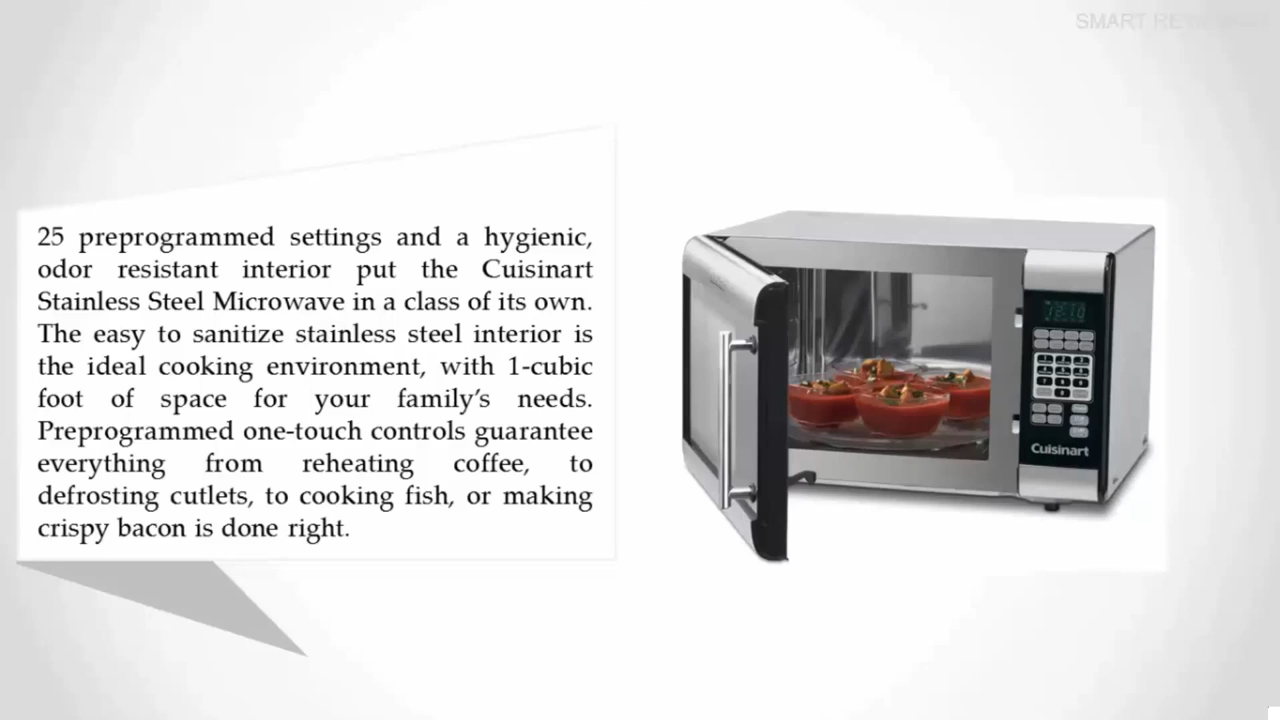 SMART
25 preprogrammed settings and a hygienic,
odor resistant interior put the Cuisinart
Stainless Steel Microwave in a class of its own.
The easy to sanitize stainless steel interior is
the ideal cooking environment, with 1-cubic
foot of space for your family's needs.
Preprogrammed one-touch controls guarantee
everything from reheating coffee, to
defrosting cutlets, to cooking fish, or making
crispy bacon is done right.
Cuisinart